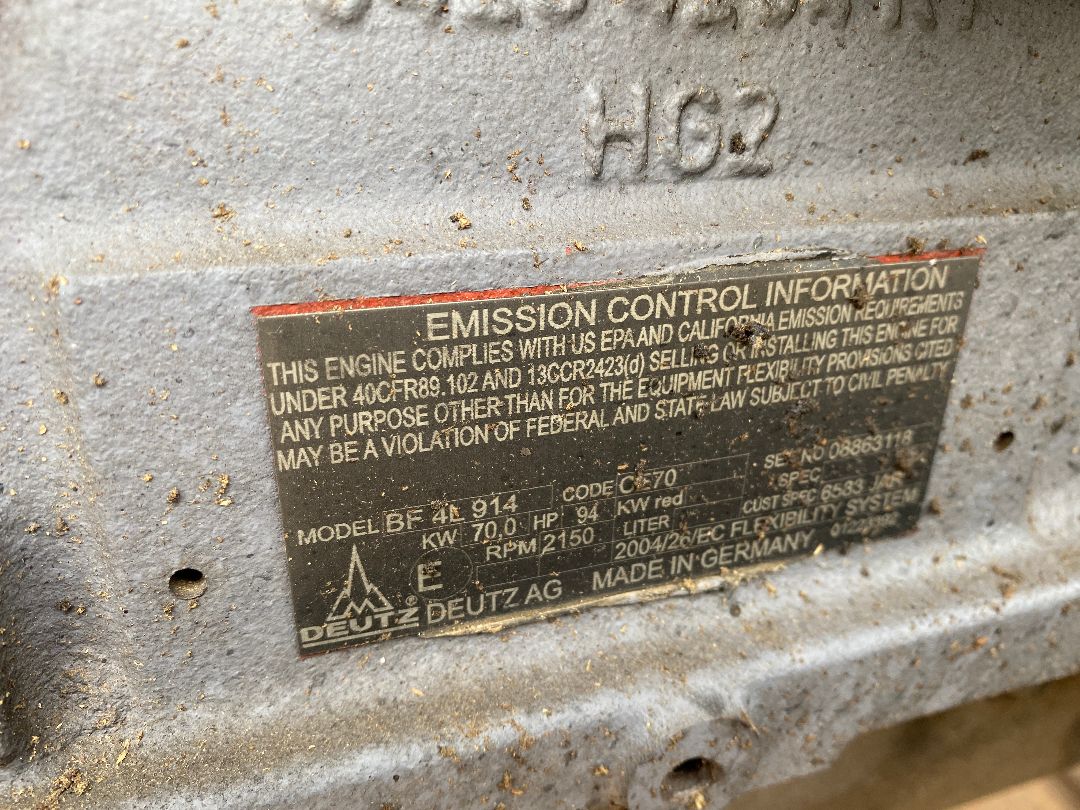 HG2
EMISSION CONTROL INFORMATION
THIS ENGINE COMPLIES WITH US EPA AND CALIFORNIA EMISSION REQUIREMENTS
UNDER 40CFR89.102 AND 13CCR2423(d) SELLING OR INSTALLING THIS ENGINE FOR
ANY PURPOSE OTHER THAN FOR THE EQUIPMENT FLEXIBILITY PROVISIONS CITED
MAY BE A VIOLATION OF FEDERAL AND STATE LAW SUBJECT TO CIVIL PENALTY
MODEL BF 4L 914 CODE SER NO 08863118
KW 70,0 HP 94 KW red SPEC
RPM 2150 LITER CUST SPEC 6533
E 2004/26/EC FLEXIBILITY SYSTEM
DEUTZ® DEUTZ AG MADE IN GERMANY